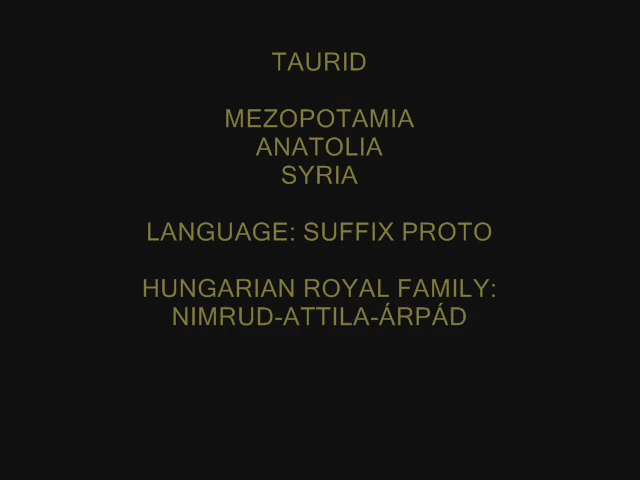 TAURID
MEZOPOTAMIA
ANATOLIA
SYRIA
LANGUAGE: SUFFIX PROTO
HUNGARIAN ROYAL FAMILY:
NIMRUD-ATTILA-ÁRPÁD